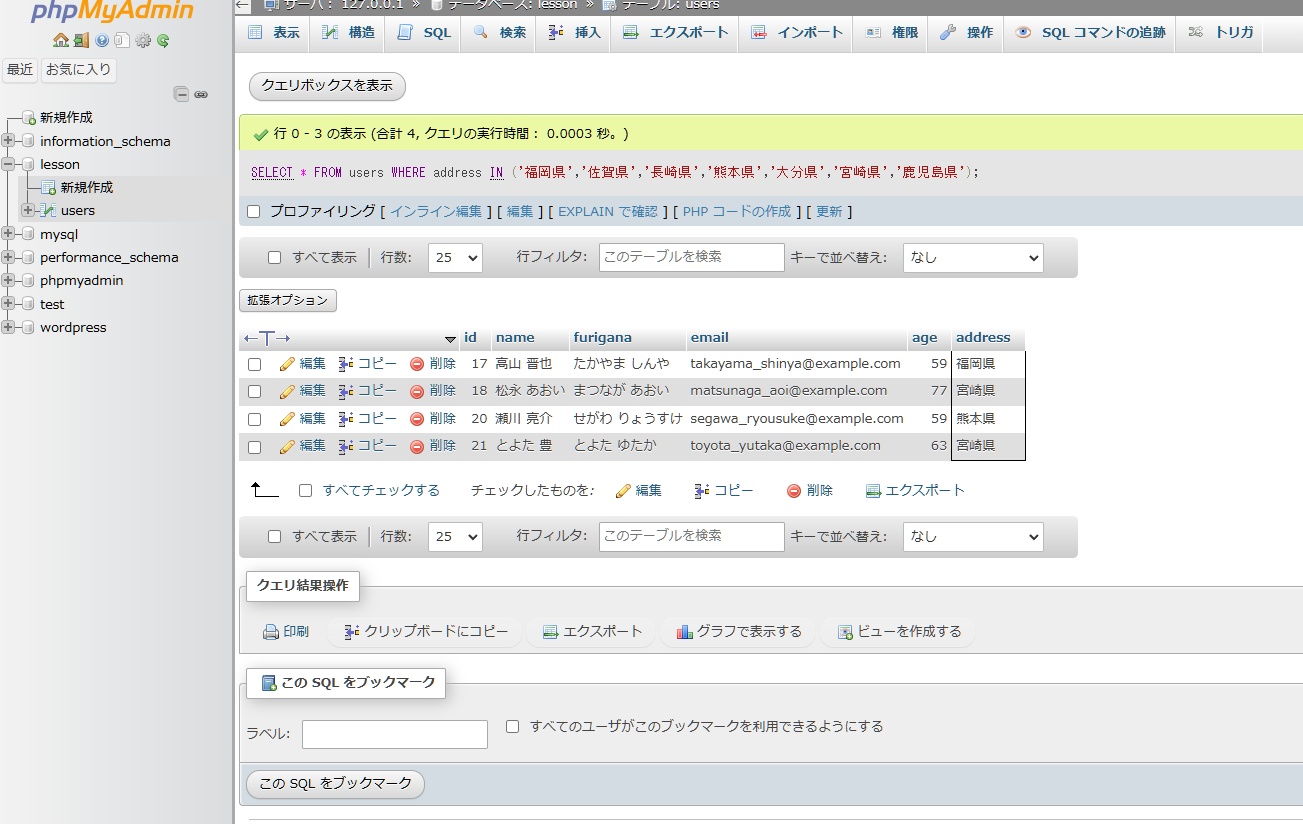 phpMyAdmin
最近 お気に入り
新規作成
information_schema
lesson
新規作成
users
mysql
performance_schema
phpmyadmin
test
wordpress
サーバ: 127.0.0.1 » データベース: lesson » テーブル: users
表示 構造 SQL 検索 挿入 エクスポート インポート 権限 操作 SQL コマンドの追跡 トリガ
クエリボックスを表示
行 0 - 3 の表示 (合計 4, クエリの実行時間： 0.0003 秒。)
SELECT * FROM users WHERE address IN ('福岡県','佐賀県','長崎県','熊本県','大分県','宮崎県','鹿児島県');
プロファイリング [ インライン編集 ] [ 編集 ] [ EXPLAIN で確認 ] [ PHP コードの作成 ] [ 更新 ]
すべて表示 行数: 25 行フィルタ: このテーブルを検索 キーで並べ替え: なし
拡張オプション
←T→ id name furigana email age address
編集 コピー 削除 17 高山 晋也 たかやま しんや takayama_shinya@example.com 59 福岡県
編集 コピー 削除 18 松永 あおい まつなが あおい matsunaga_aoi@example.com 77 宮崎県
編集 コピー 削除 20 瀬川 亮介 せがわ りょうすけ segawa_ryousuke@example.com 59 熊本県
編集 コピー 削除 21 とよた 豊 とよた ゆたか toyota_yutaka@example.com 63 宮崎県
すべてチェックする チェックしたものを: 編集 コピー 削除 エクスポート
すべて表示 行数: 25 行フィルタ: このテーブルを検索 キーで並べ替え: なし
クエリ結果操作
印刷 クリップボードにコピー エクスポート グラフで表示する ビューを作成する
この SQL をブックマーク
ラベル: すべてのユーザがこのブックマークを利用できるようにする
この SQL をブックマーク